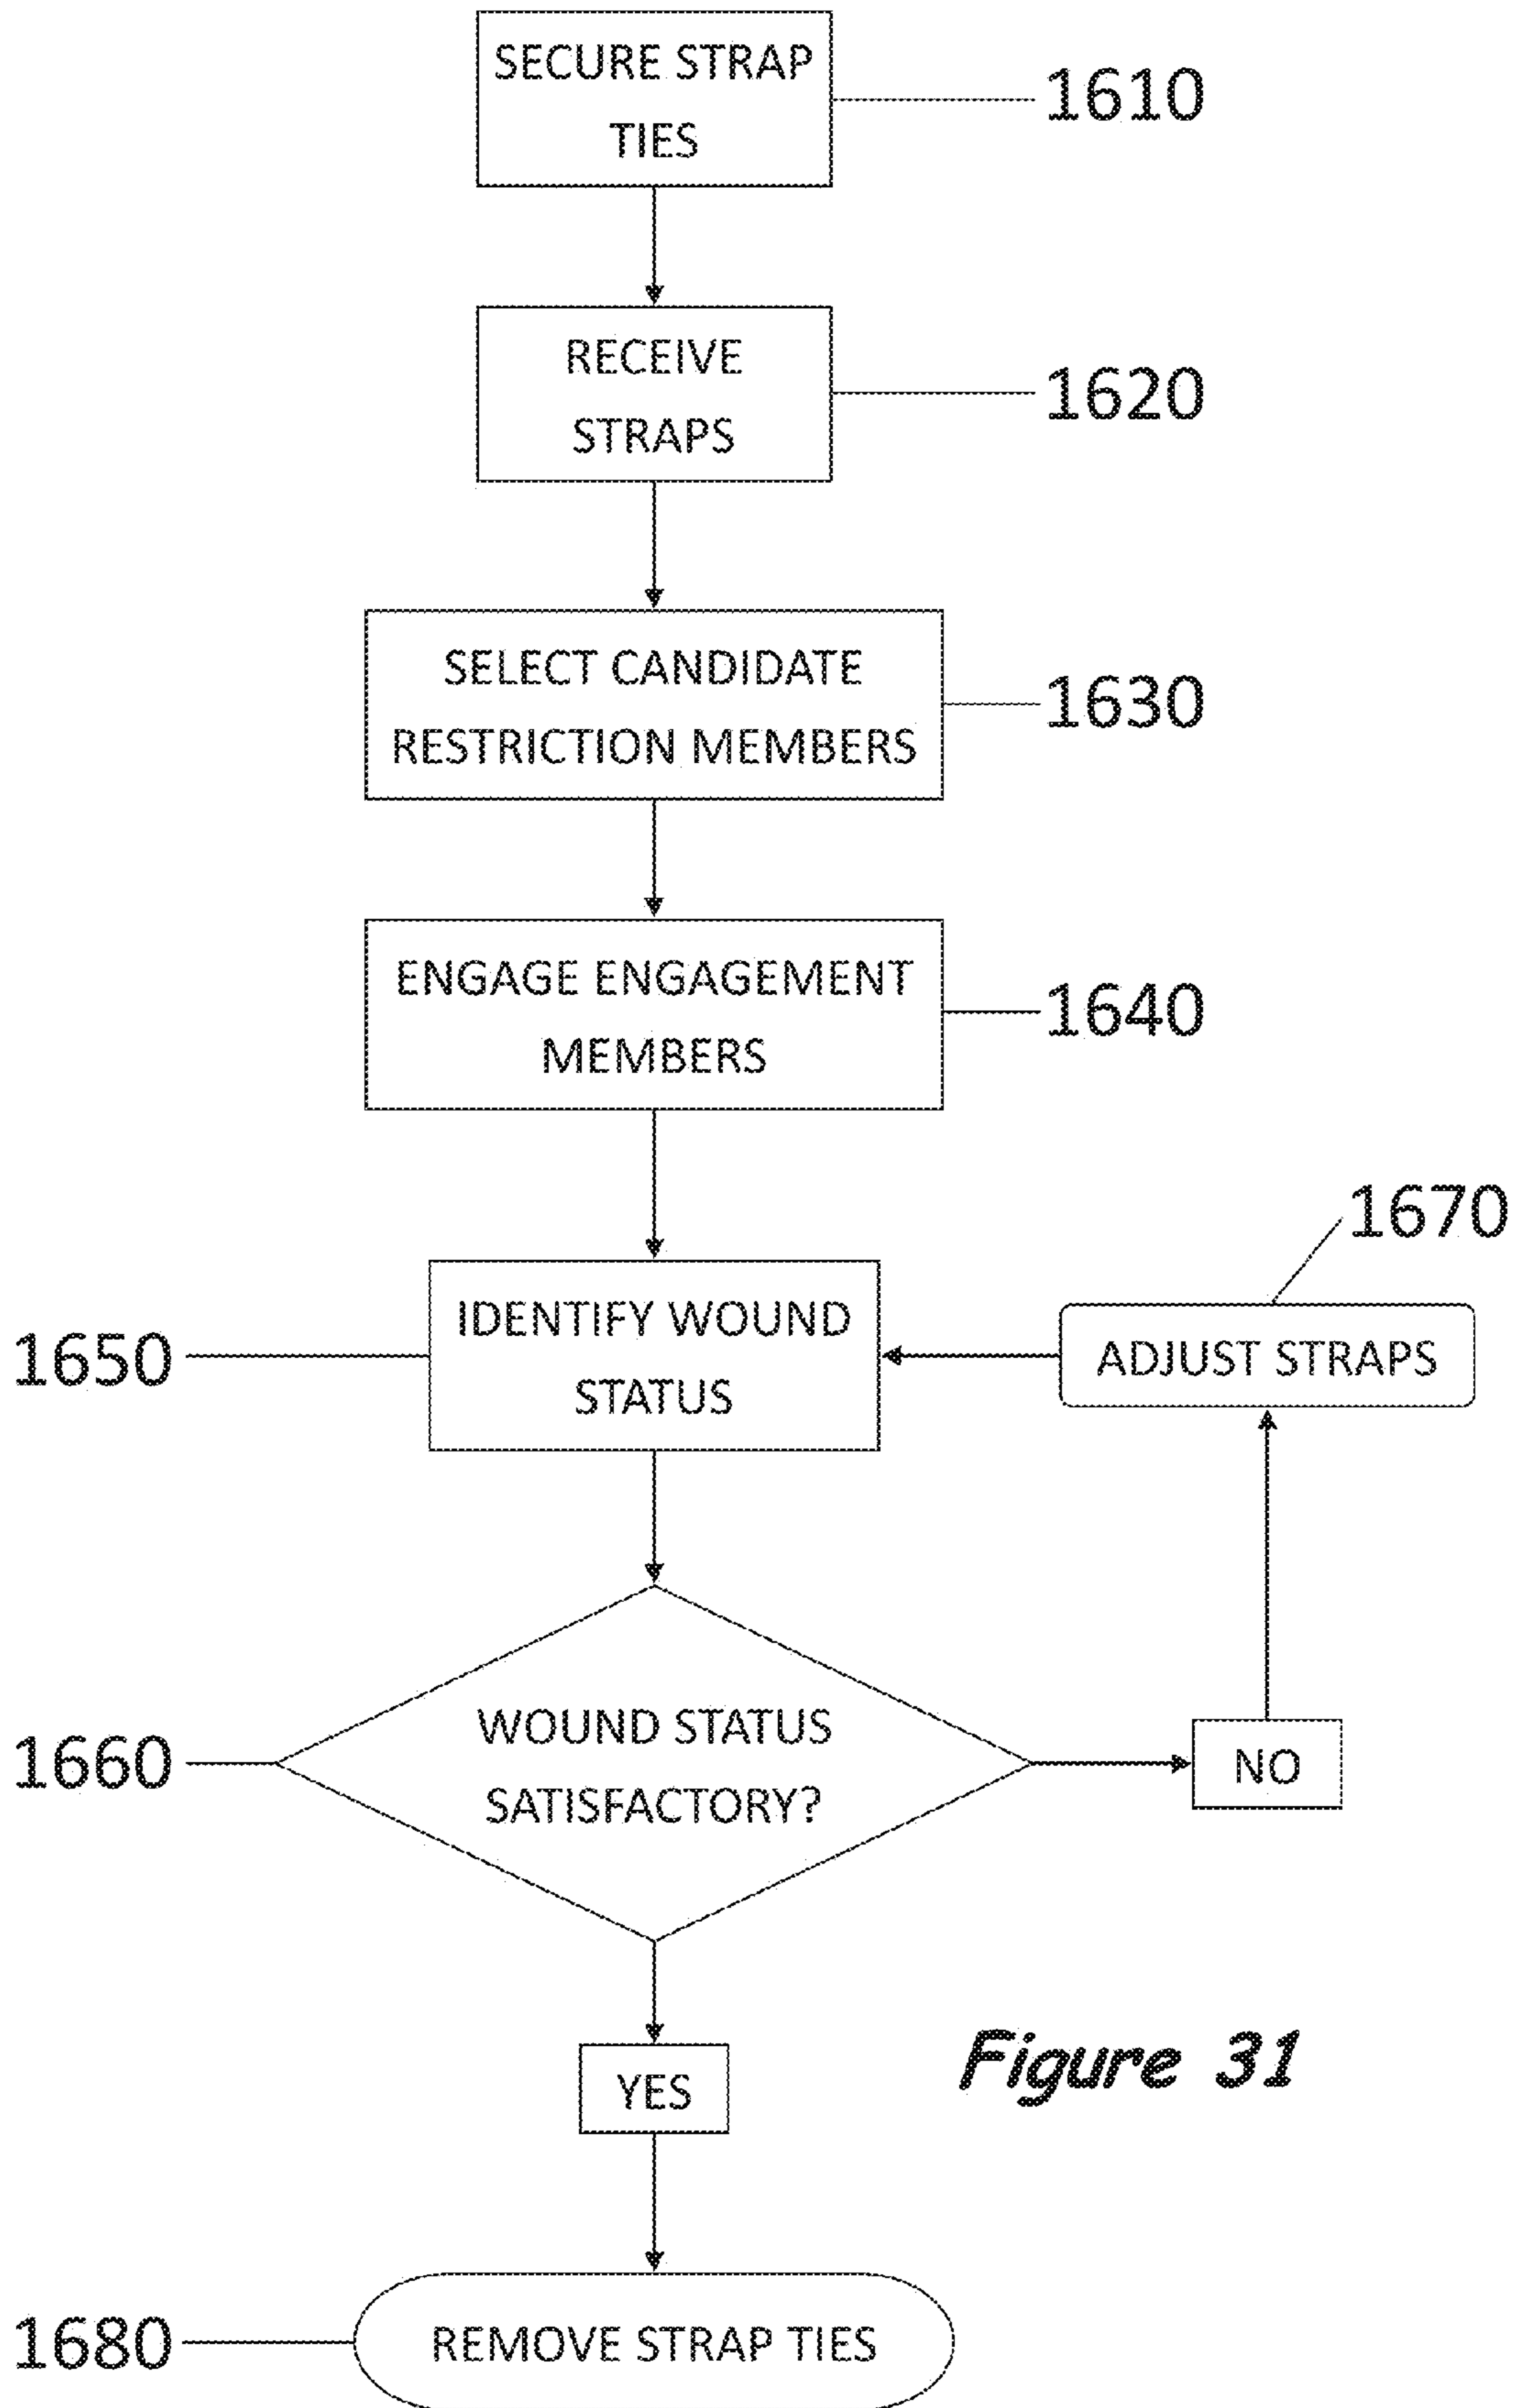 SECURE STRAP
TIES
1610
RECEIVE
STRAPS
1620
SELECT CANDIDATE
RESTRICTION MEMBERS
1630
ENGAGE ENGAGEMENT
MEMBERS
1640
1670
IDENTIFY WOUND
STATUS
1650
ADJUST STRAPS
WOUND STATUS
SATISFACTORY?
1660
NO
YES
Figure 31
REMOVE STRAP TIES
1680